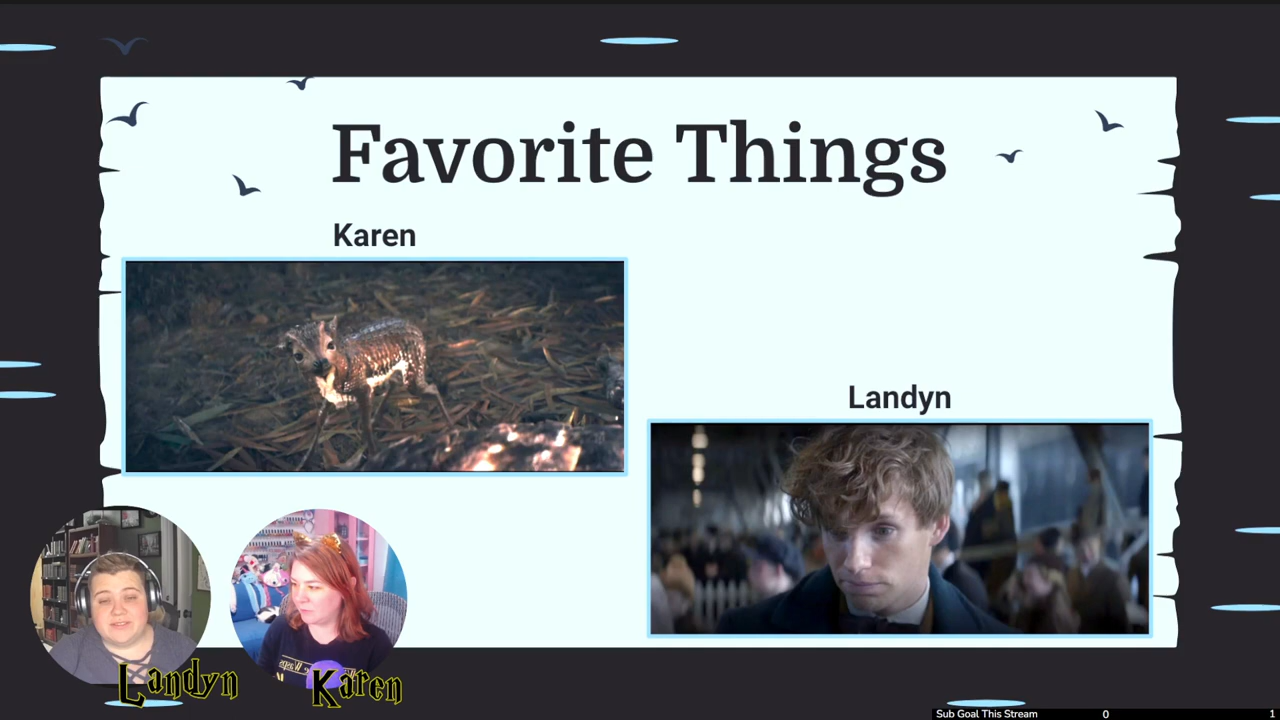 Favorite Things
Karen
Landyn
Landyn
Karen
Sub Goal This Stream 0 1